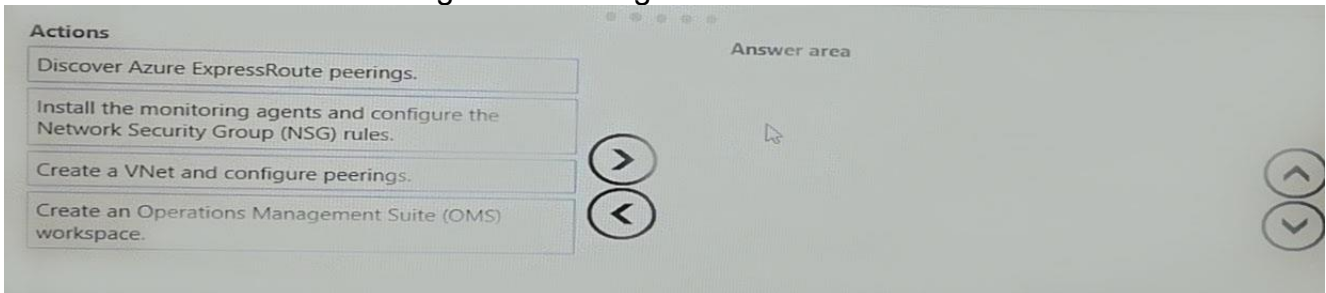 Actions
Discover Azure ExpressRoute peerings.
Install the monitoring agents and configure the
Network Security Group (NSG) rules.
Create a VNet and configure peerings.
Create an Operations Management Suite (OMS)
workspace.
Answer area